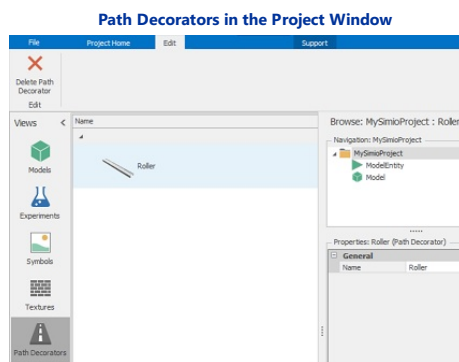 Path Decorators in the Project Window
File Project Home Edit Support
Delete Path
Decorator
Edit
Views < Name
Roller
Models
Experiments
Symbols
Textures
Path Decorators
Browse: MySimioProject : Roller
Navigation: MySimioProject
MySimioProject
ModelEntity
Model
Properties: Roller (Path Decorator)
General
Name Roller